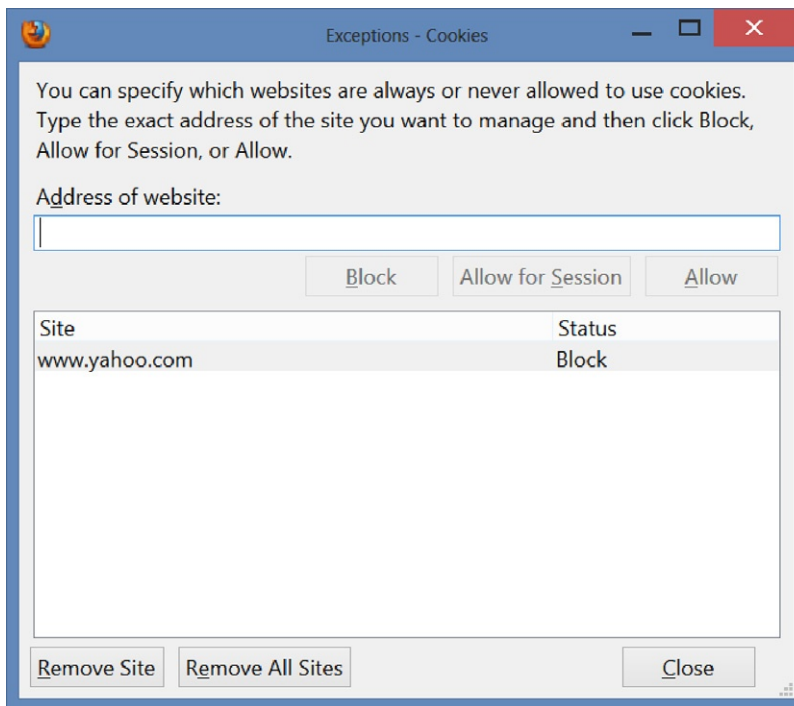 Exceptions - Cookies
You can specify which websites are always or never allowed to use cookies.
Type the exact address of the site you want to manage and then click Block,
Allow for Session, or Allow.
Address of website:
Block Allow for Session Allow
Site Status
www.yahoo.com Block
Remove Site Remove All Sites Close